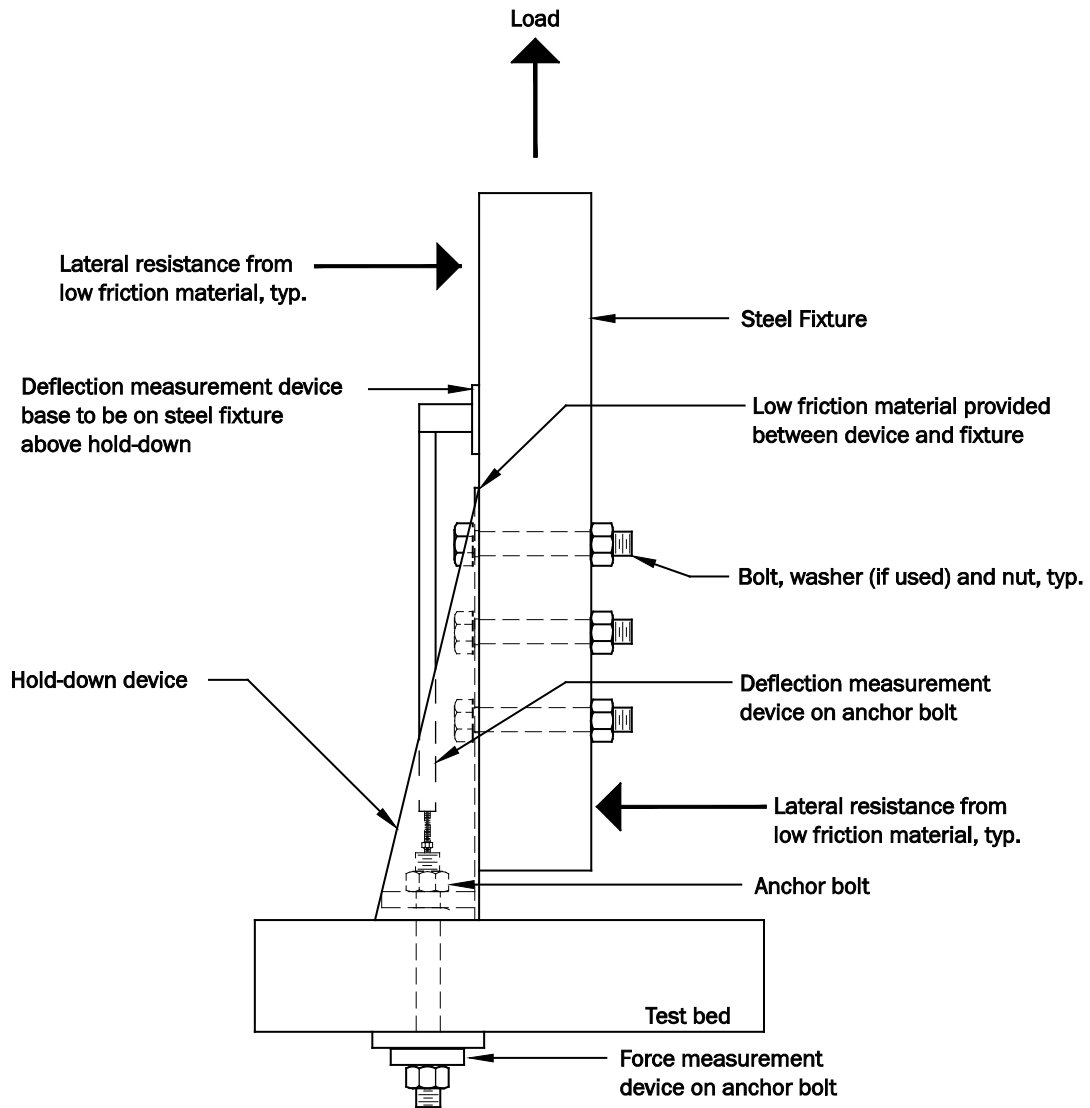 Load
Lateral resistance from
low friction material, typ.
Steel Fixture
Deflection measurement device
base to be on steel fixture
above hold-down
Low friction material provided
between device and fixture
Bolt, washer (if used) and nut, typ.
Hold-down device
Deflection measurement
device on anchor bolt
Lateral resistance from
low friction material, typ.
Anchor bolt
Test bed
Force measurement
device on anchor bolt